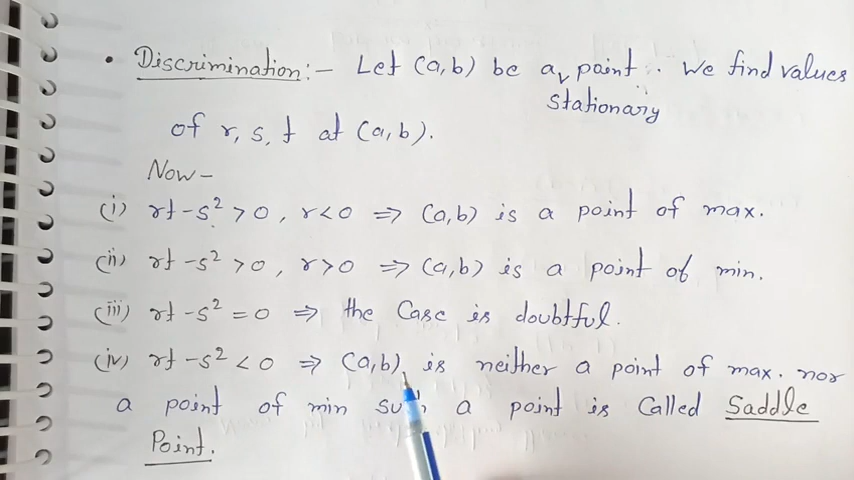 • Discrimination:- Let (a,b) be a stationary point. We find values
of r, s, t at (a,b).
Now-
(i) rt-s² > 0, r<0 ⇒ (a,b) is a point of max.
(ii) rt-s² > 0, r>0 ⇒ (a,b) is a point of min.
(iii) rt-s² = 0 ⇒ the Case is doubtful.
(iv) rt-s² < 0 ⇒ (a,b) is neither a point of max. nor
a point of min such a point is Called Saddle
Point.